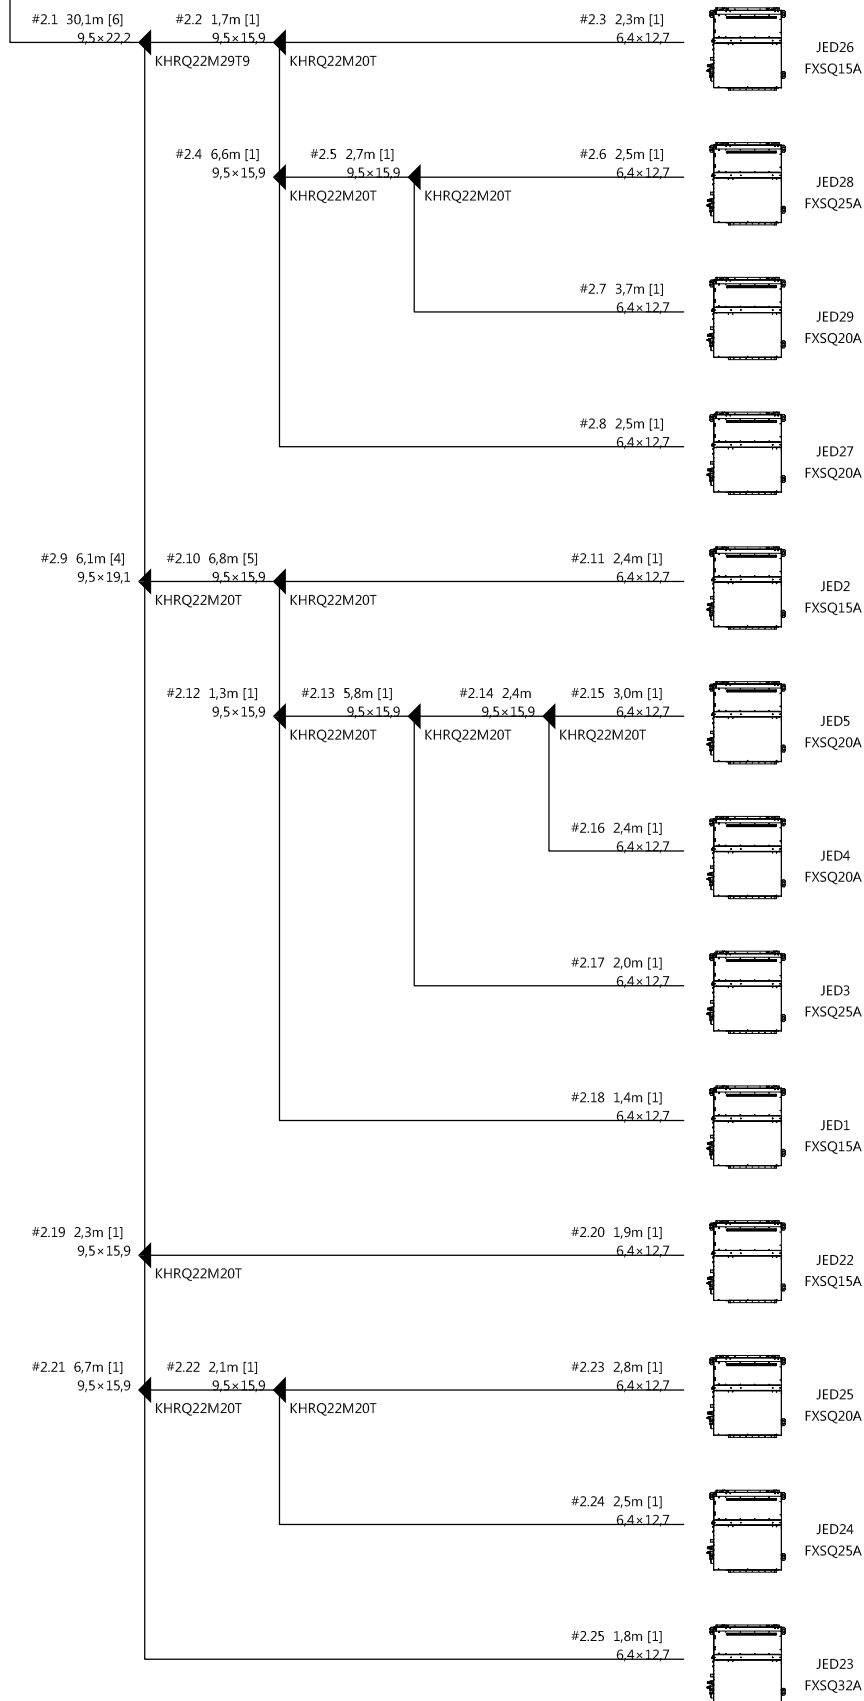 #2.1 30,1m [6]
9,5×22,2
KHRQ22M29T9
#2.2 1,7m [1]
9,5×15,9
KHRQ22M20T
#2.3 2,3m [1]
6,4×12,7
JED26
FXSQ15A
#2.4 6,6m [1]
9,5×15,9
KHRQ22M20T
#2.5 2,7m [1]
9,5×15,9
KHRQ22M20T
#2.6 2,5m [1]
6,4×12,7
JED28
FXSQ25A
#2.7 3,7m [1]
6,4×12,7
JED29
FXSQ20A
#2.8 2,5m [1]
6,4×12,7
JED27
FXSQ20A
#2.9 6,1m [4]
9,5×19,1
KHRQ22M20T
#2.10 6,8m [5]
9,5×15,9
KHRQ22M20T
#2.11 2,4m [1]
6,4×12,7
JED2
FXSQ15A
#2.12 1,3m [1]
9,5×15,9
KHRQ22M20T
#2.13 5,8m [1]
9,5×15,9
KHRQ22M20T
#2.14 2,4m
9,5×15,9
KHRQ22M20T
#2.15 3,0m [1]
6,4×12,7
JED5
FXSQ20A
#2.16 2,4m [1]
6,4×12,7
JED4
FXSQ20A
#2.17 2,0m [1]
6,4×12,7
JED3
FXSQ25A
#2.18 1,4m [1]
6,4×12,7
JED1
FXSQ15A
#2.19 2,3m [1]
9,5×15,9
KHRQ22M20T
#2.20 1,9m [1]
6,4×12,7
JED22
FXSQ15A
#2.21 6,7m [1]
9,5×15,9
KHRQ22M20T
#2.22 2,1m [1]
9,5×15,9
KHRQ22M20T
#2.23 2,8m [1]
6,4×12,7
JED25
FXSQ20A
#2.24 2,5m [1]
6,4×12,7
JED24
FXSQ25A
#2.25 1,8m [1]
6,4×12,7
JED23
FXSQ32A